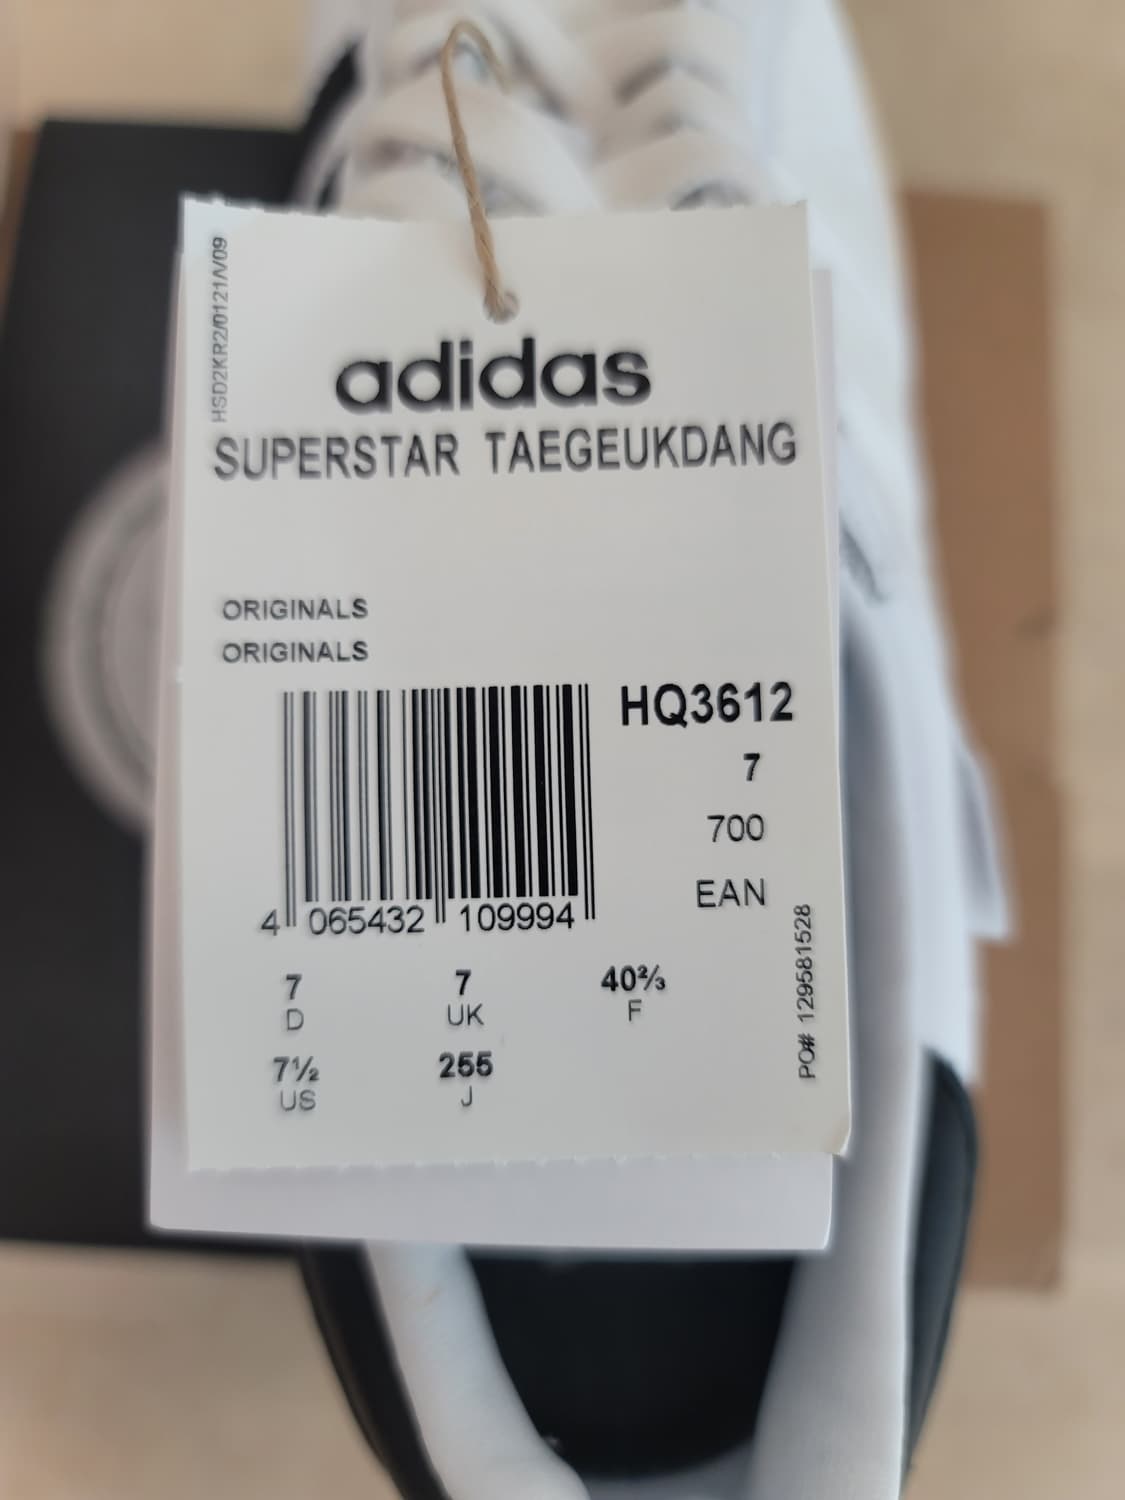 HSD2KR2/0121/V/09
adidas
SUPERSTAR TAEGEUKDANG
ORIGINALS
ORIGINALS
HQ3612
7
700
EAN
4 065432 109994
PO# 129581528
7 7 40⅔
D UK F
7½ 255
US J